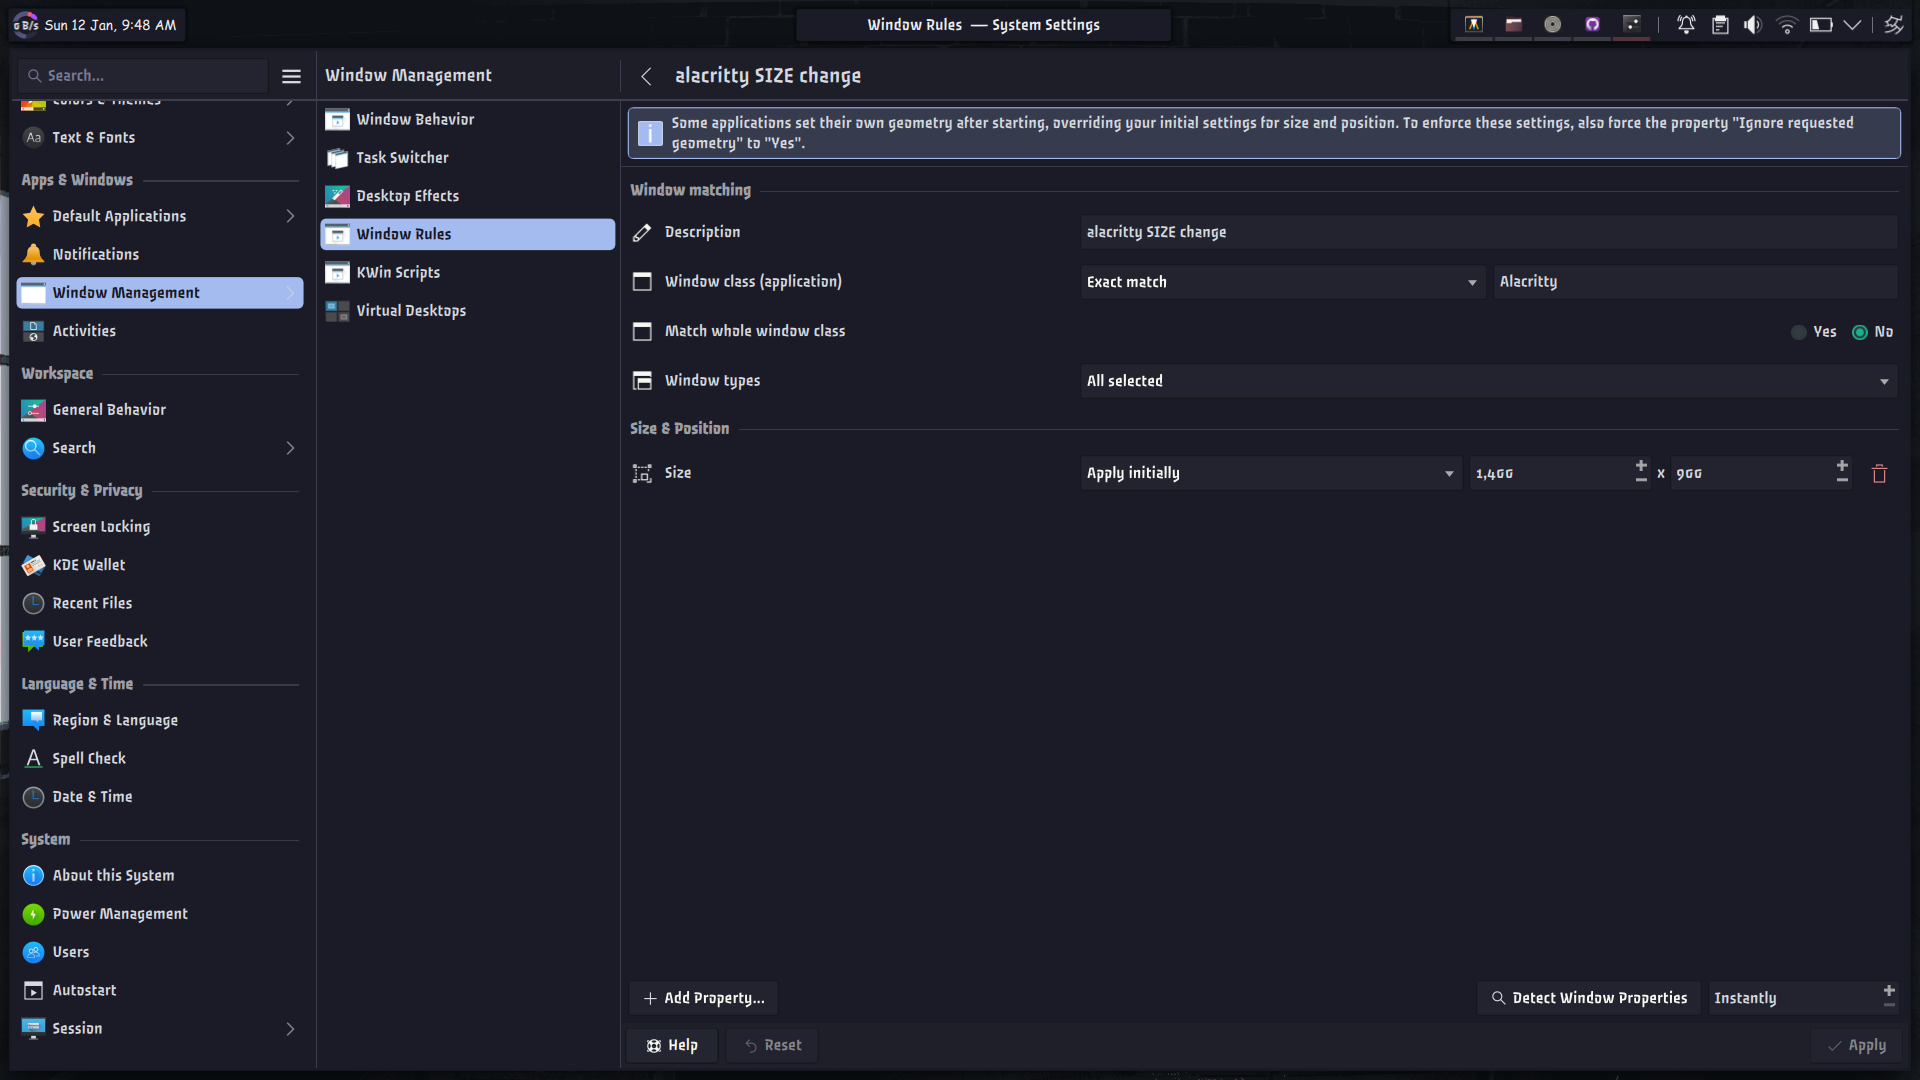 Sun 12 Jan, 9:48 AM
Window Rules — System Settings
Search...
Window Management
alacritty SIZE change
Colors & Themes
Text & Fonts
Apps & Windows
Default Applications
Notifications
Window Management
Activities
Workspace
General Behavior
Search
Security & Privacy
Screen Locking
KDE Wallet
Recent Files
User Feedback
Language & Time
Region & Language
Spell Check
Date & Time
System
About this System
Power Management
Users
Autostart
Session
Window Behavior
Task Switcher
Desktop Effects
Window Rules
KWin Scripts
Virtual Desktops
Some applications set their own geometry after starting, overriding your initial settings for size and position. To enforce these settings, also force the property "Ignore requested
geometry" to "Yes".
Window matching
Description alacritty SIZE change
Window class (application) Exact match Alacritty
Match whole window class Yes No
Window types All selected
Size & Position
Size Apply initially 1,400 x 900
Add Property... Detect Window Properties Instantly
Help Reset Apply